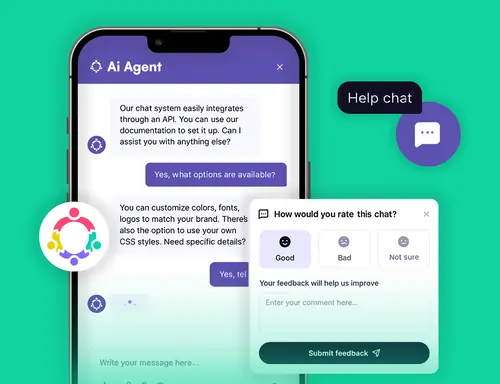 Ai Agent
Our chat system easily integrates
through an API. You can use our
documentation to set it up. Can I
assist you with anything else?
Yes, what options are available?
You can customize colors, fonts,
logos to match your brand. There's
also the option to use your own
CSS styles. Need specific details?
Yes, tel
Write your message here...
Help chat
How would you rate this chat?
Good
Bad
Not sure
Your feedback will help us improve
Enter your comment here...
Submit feedback